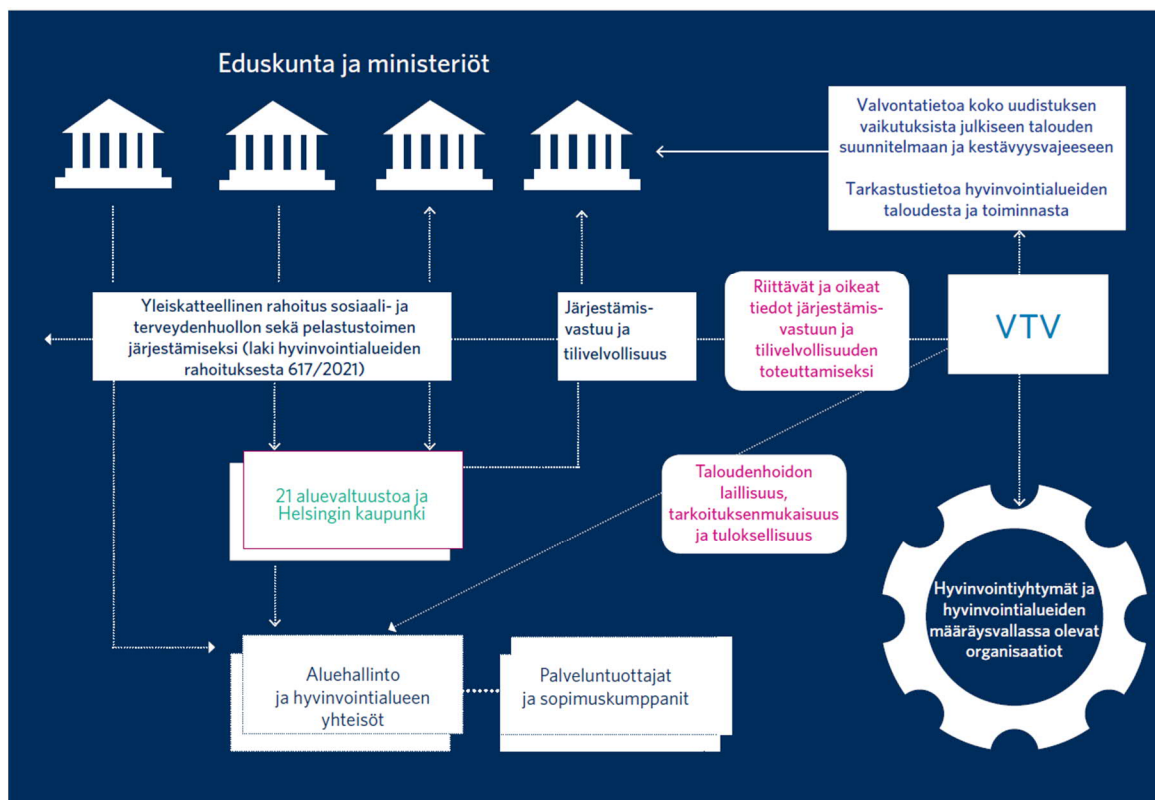 Eduskunta ja ministeriöt
Valvontatietoa koko uudistuksen
vaikutuksista julkiseen talouden
suunnitelmaan ja kestävyysvajeeseen
Tarkastustietoa hyvinvointialueiden
taloudesta ja toiminnasta
Yleiskatteellinen rahoitus sosiaali- ja
terveydenhuollon sekä pelastustoimen
järjestämiseksi (laki hyvinvointialueiden
rahoituksesta 617/2021)
Järjestämis-
vastuu ja
tilivelvollisuus
Riittävät ja oikeat
tiedot järjestämis-
vastuun ja
tilivelvollisuuden
toteuttamiseksi
VTV
21 aluevaltuustoa ja
Helsingin kaupunki
Taloudenhoidon
laillisuus,
tarkoituksenmukaisuus
ja tuloksellisuus
Hyvinvointiyhtymät ja
hyvinvointialueiden
määräysvallassa olevat
organisaatiot
Aluehallinto
ja hyvinvointialueen
yhteisöt
Palveluntuottajat
ja sopimuskumppanit